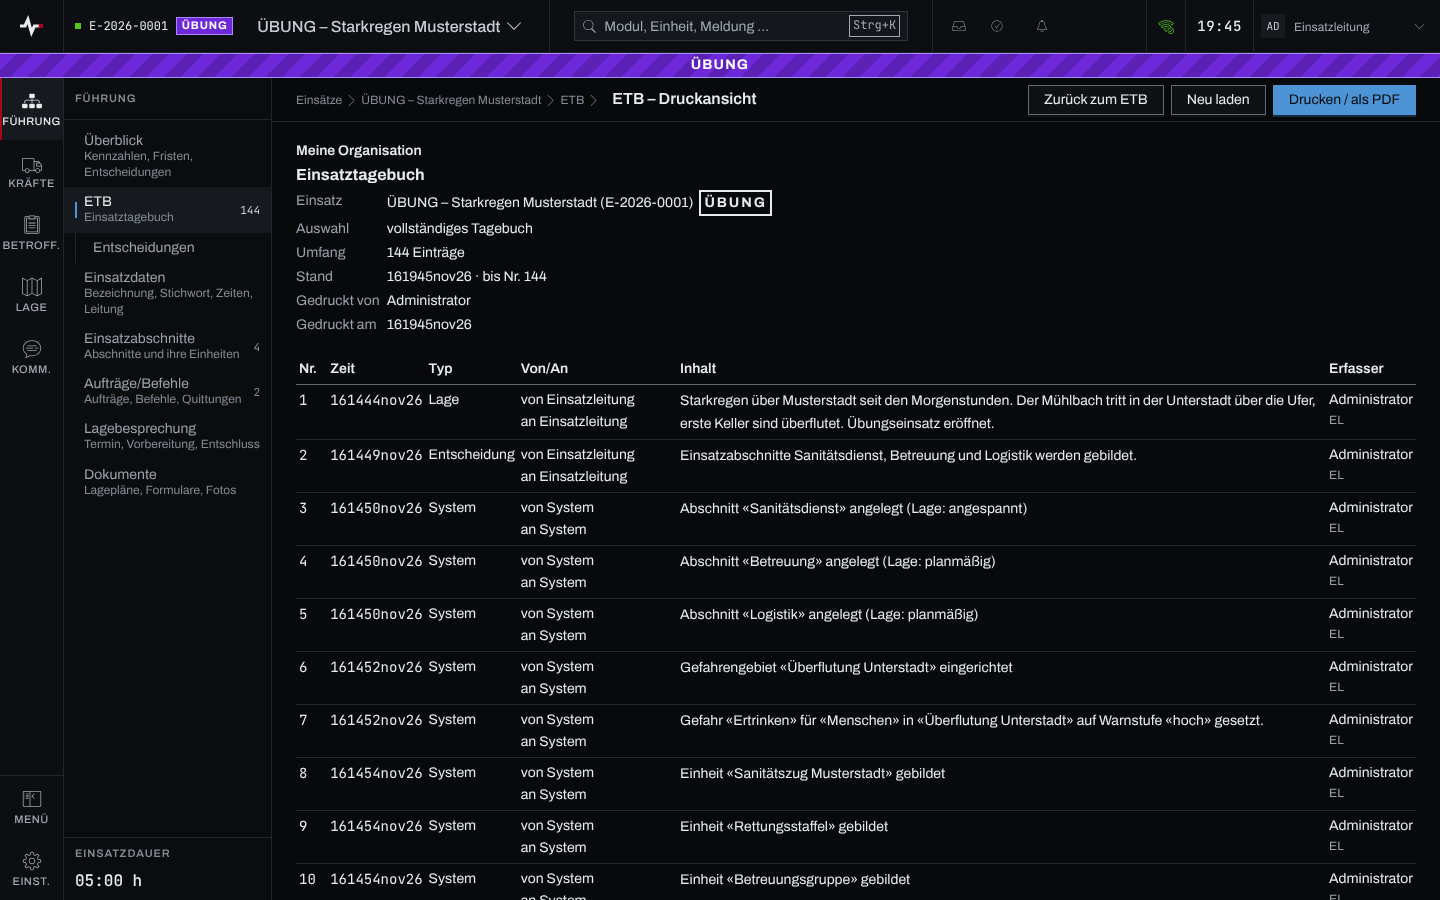 E-2026-0001 ÜBUNG
ÜBUNG – Starkregen Musterstadt
Modul, Einheit, Meldung ... Strg+K
19:45
AD Einsatzleitung
ÜBUNG
FÜHRUNG
KRÄFTE
BETROFF.
LAGE
KOMM.
MENÜ
EINST.
FÜHRUNG
Überblick
Kennzahlen, Fristen,
Entscheidungen
ETB
Einsatztagebuch 144
Entscheidungen
Einsatzdaten
Bezeichnung, Stichwort, Zeiten,
Leitung
Einsatzabschnitte
Abschnitte und ihre Einheiten 4
Aufträge/Befehle
Aufträge, Befehle, Quittungen 2
Lagebesprechung
Termin, Vorbereitung, Entschluss
Dokumente
Lagepläne, Formulare, Fotos
EINSATZDAUER
05:00 h
Einsätze ÜBUNG – Starkregen Musterstadt ETB ETB – Druckansicht
Zurück zum ETB Neu laden Drucken / als PDF
Meine Organisation
Einsatztagebuch
Einsatz ÜBUNG – Starkregen Musterstadt (E-2026-0001) ÜBUNG
Auswahl vollständiges Tagebuch
Umfang 144 Einträge
Stand 161945nov26 · bis Nr. 144
Gedruckt von Administrator
Gedruckt am 161945nov26
Nr. Zeit Typ Von/An Inhalt Erfasser
1 161444nov26 Lage von Einsatzleitung Starkregen über Musterstadt seit den Morgenstunden. Der Mühlbach tritt in der Unterstadt über die Ufer, Administrator
an Einsatzleitung erste Keller sind überflutet. Übungseinsatz eröffnet. EL
2 161449nov26 Entscheidung von Einsatzleitung Einsatzabschnitte Sanitätsdienst, Betreuung und Logistik werden gebildet. Administrator
an Einsatzleitung EL
3 161450nov26 System von System Abschnitt «Sanitätsdienst» angelegt (Lage: angespannt) Administrator
an System EL
4 161450nov26 System von System Abschnitt «Betreuung» angelegt (Lage: planmäßig) Administrator
an System EL
5 161450nov26 System von System Abschnitt «Logistik» angelegt (Lage: planmäßig) Administrator
an System EL
6 161452nov26 System von System Gefahrengebiet «Überflutung Unterstadt» eingerichtet Administrator
an System EL
7 161452nov26 System von System Gefahr «Ertrinken» für «Menschen» in «Überflutung Unterstadt» auf Warnstufe «hoch» gesetzt. Administrator
an System EL
8 161454nov26 System von System Einheit «Sanitätszug Musterstadt» gebildet Administrator
an System EL
9 161454nov26 System von System Einheit «Rettungsstaffel» gebildet Administrator
an System EL
10 161454nov26 System von System Einheit «Betreuungsgruppe» gebildet Administrator
an System EL